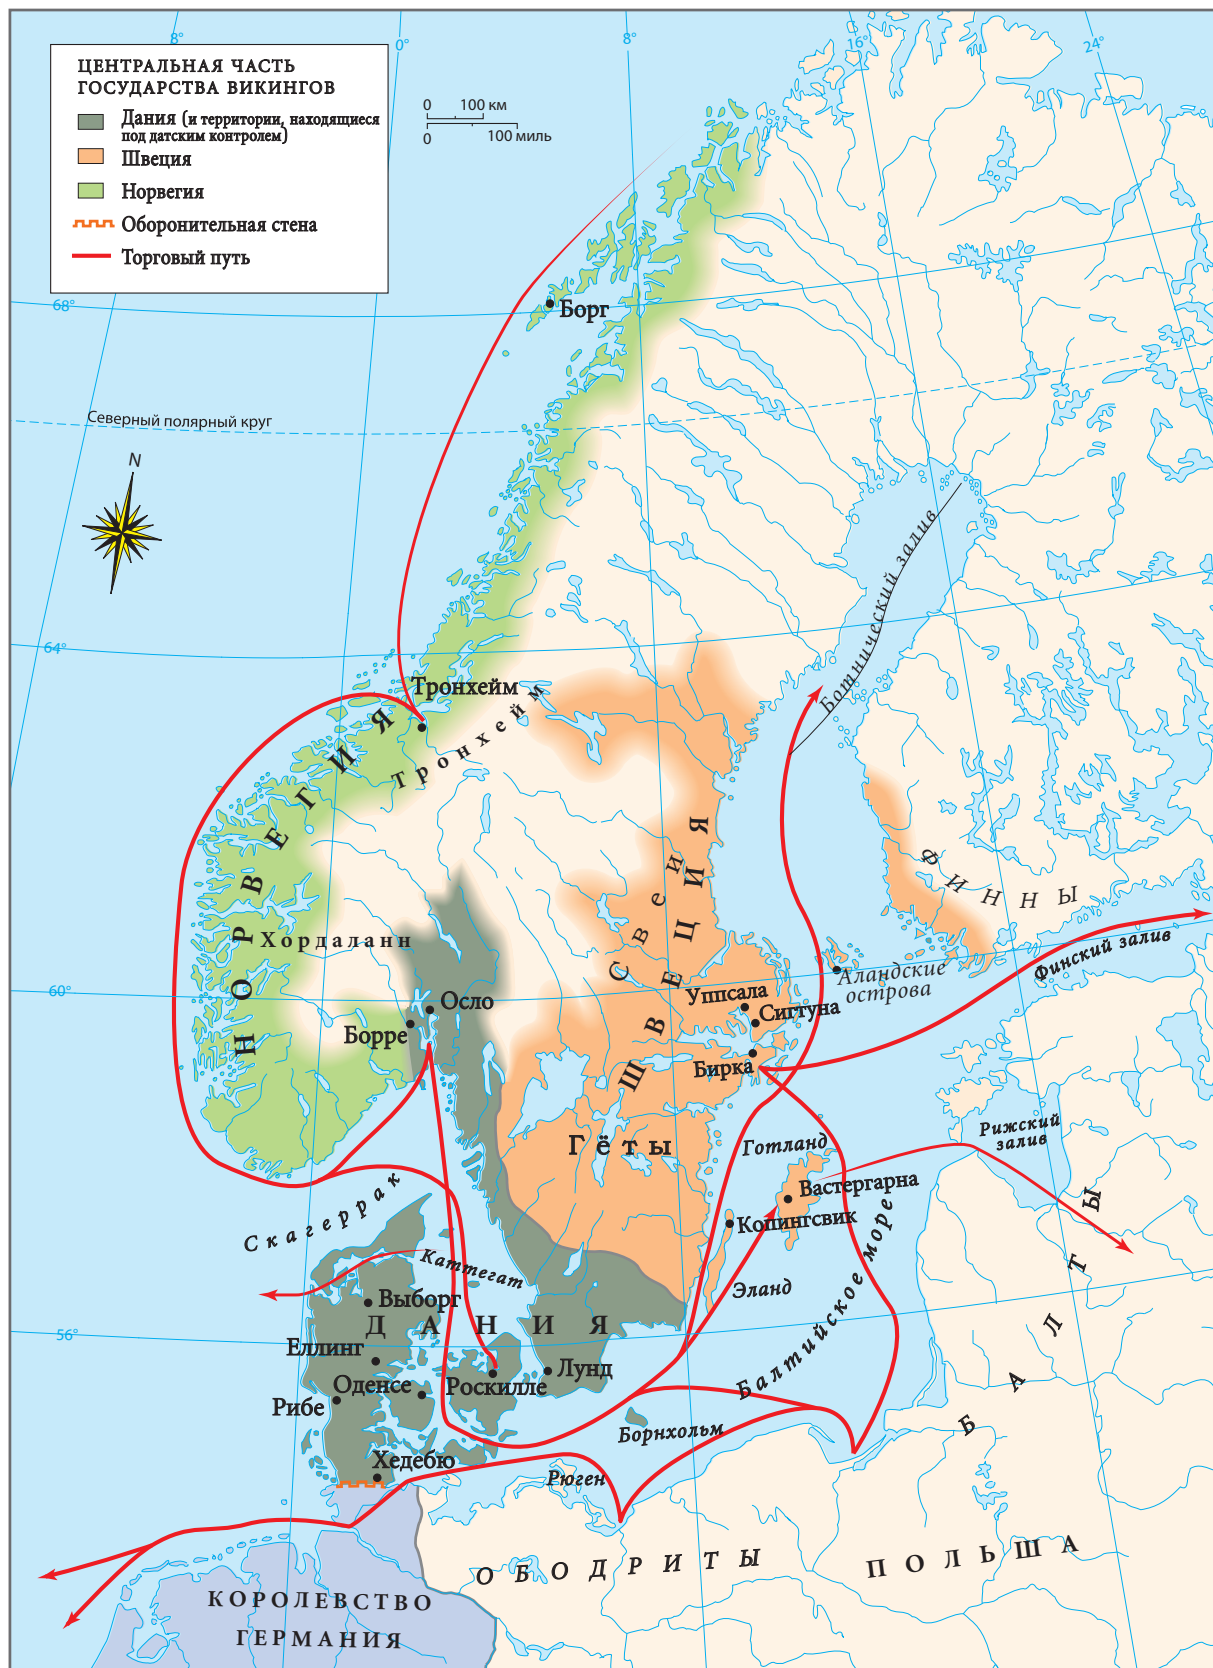 8°
0°
8°
16°
24°
ЦЕНТРАЛЬНАЯ ЧАСТЬ
ГОСУДАРСТВА ВИКИНГОВ
Дания (и территории, находящиеся
под датским контролем)
Швеция
Норвегия
Оборонительная стена
Торговый путь
0 100 км
0 100 миль
68°
Борг
Северный полярный круг
N
Ботнический залив
64°
Тронхейм
Тронхейм
НОРВЕГИЯ
Свеи
ШВЕЦИЯ
ФИННЫ
Хордаланн
Финский залив
Аландские
острова
60°
Осло
Уппсала
Сигтуна
Борре
Бирка
Гёты
Готланд
Рижский
залив
Вастергарна
Скагеррак
Копингсвик
Каттегат
Эланд
Балтийское море
БАЛТЫ
Выборг
ДАНИЯ
56°
Еллинг
Лунд
Оденсе
Роскилле
Рибе
Борнхольм
Хедебю
Рюген
ОБОДРИТЫ
ПОЛЬША
КОРОЛЕВСТВО
ГЕРМАНИЯ